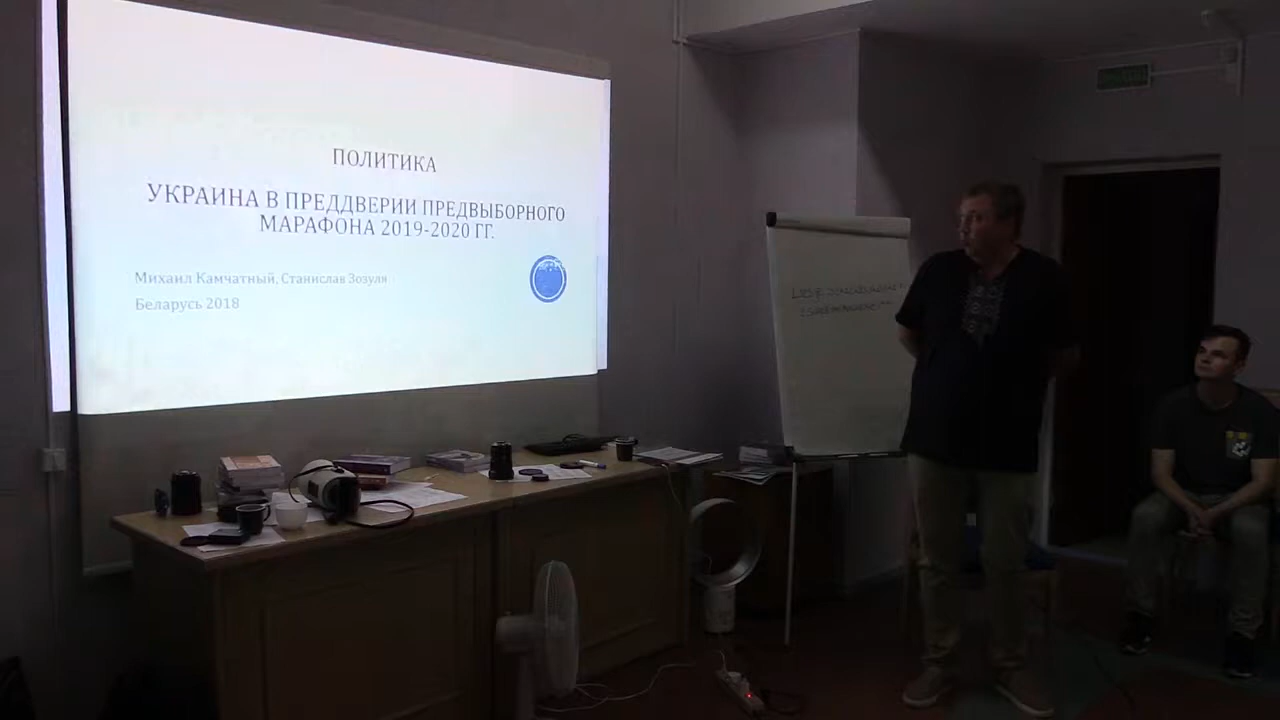 ПОЛИТИКА
УКРАИНА В ПРЕДДВЕРИИ ПРЕДВЫБОРНОГО
МАРАФОНА 2019-2020 ГГ.
Михаил Камчатный, Станислав Зозуля
Беларусь 2018